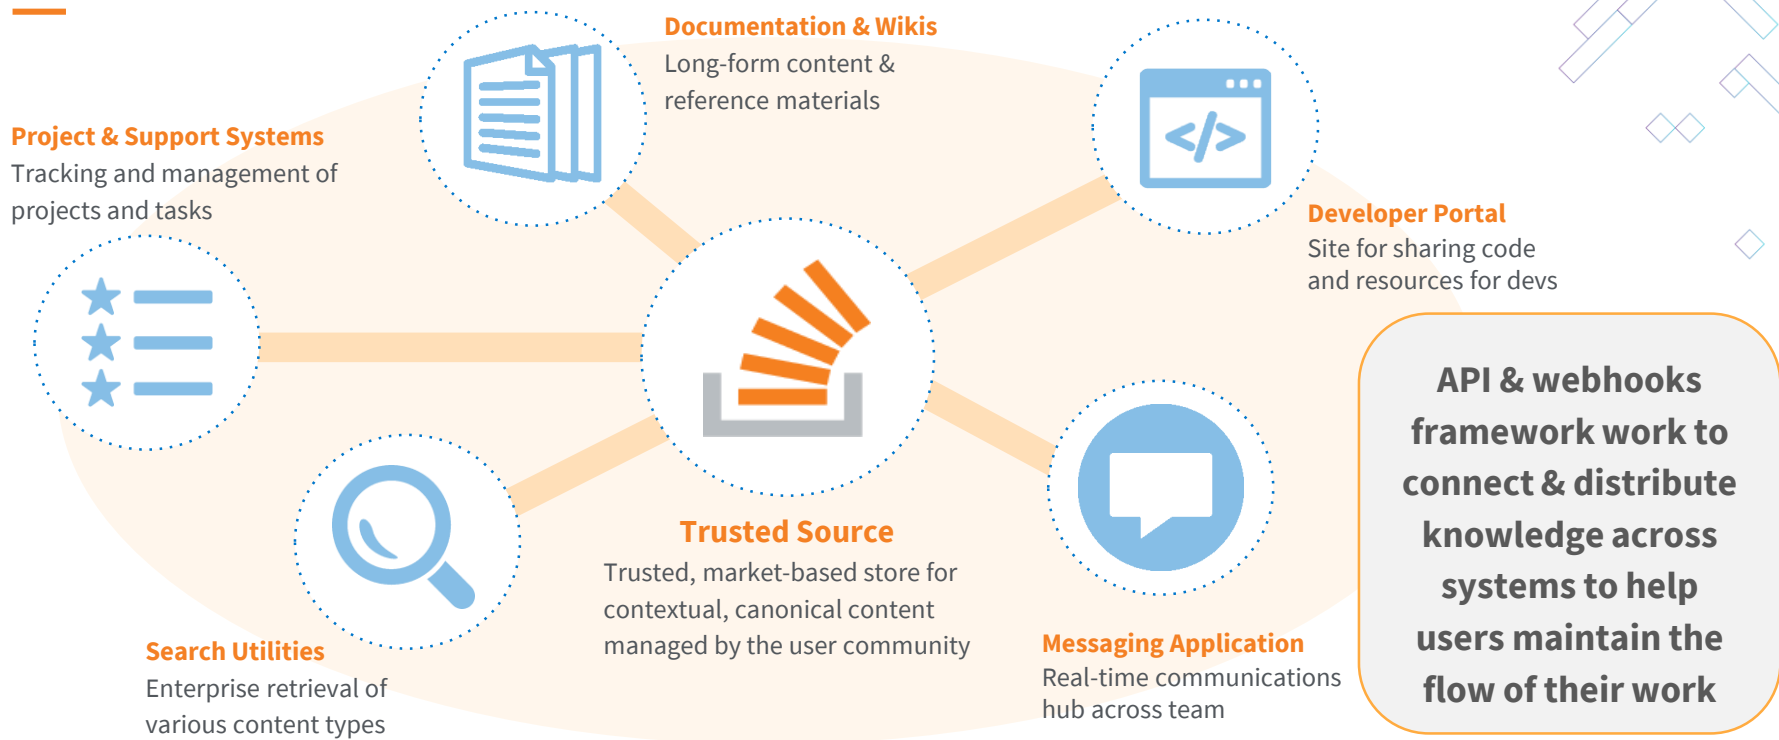 Documentation & Wikis
Long-form content &
reference materials
Project & Support Systems
Tracking and management of
projects and tasks
</>
Developer Portal
Site for sharing code
and resources for devs
API & webhooks
framework work to
connect & distribute
knowledge across
systems to help
users maintain the
flow of their work
Trusted Source
Trusted, market-based store for
contextual, canonical content
managed by the user community
Search Utilities
Enterprise retrieval of
various content types
Messaging Application
Real-time communications
hub across team